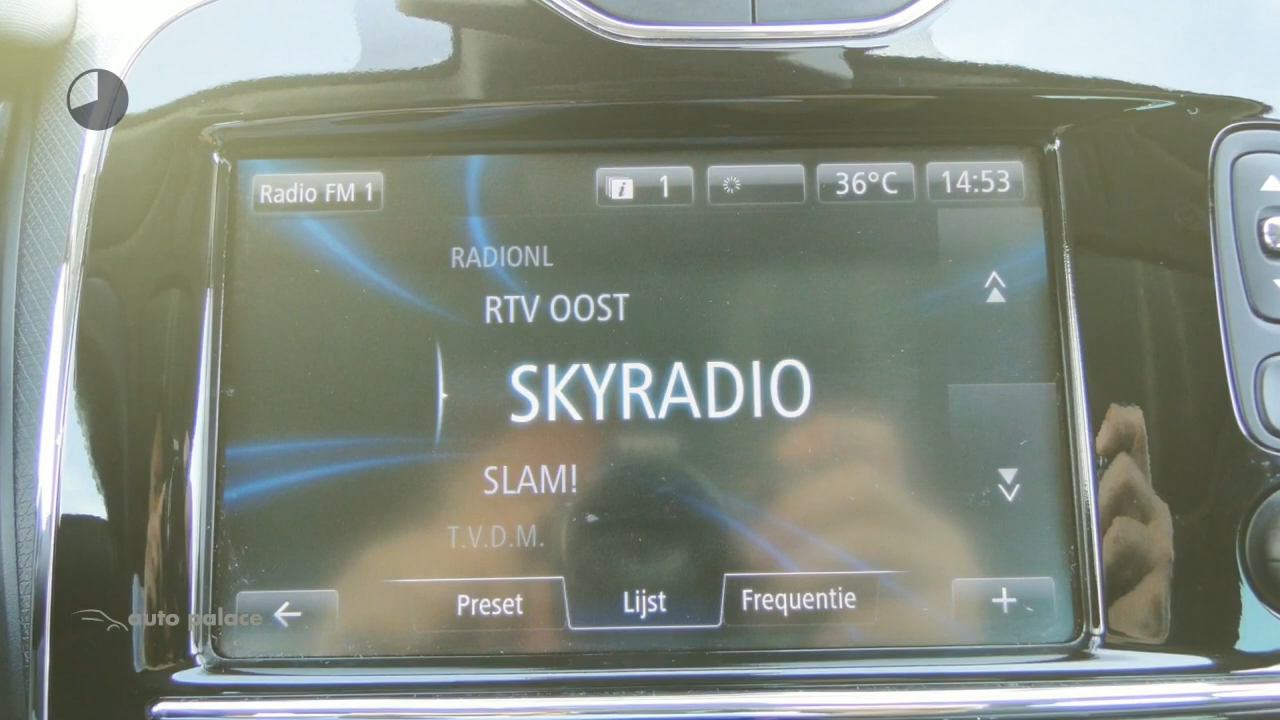 Radio FM 1
i 1
36°C
14:53
RADIONL
RTV OOST
SKYRADIO
SLAM!
T.V.D.M.
Preset
Lijst
Frequentie
auto palace